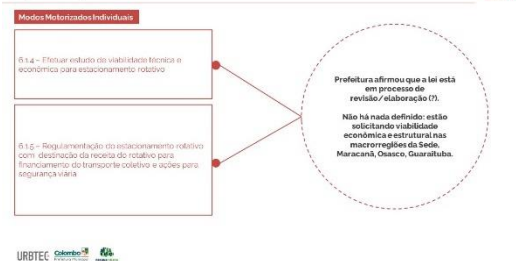 Modos Motorizados Individuais
6.1.4 – Efetuar estudo de viabilidade técnica e
econômica para estacionamento rotativo
6.1.5 – Regulamentação do estacionamento rotativo
com destinação da receita do rotativo para
financiamento do transporte coletivo e ações para
segurança viária
Prefeitura afirmou que a lei está
em processo de
revisão/elaboração (?).
Não há nada definido: estão
solicitando viabilidade
econômica e estrutural nas
macrorregiões da Sede,
Maracanã, Osasco, Guaraituba.
URBTEC Colombo